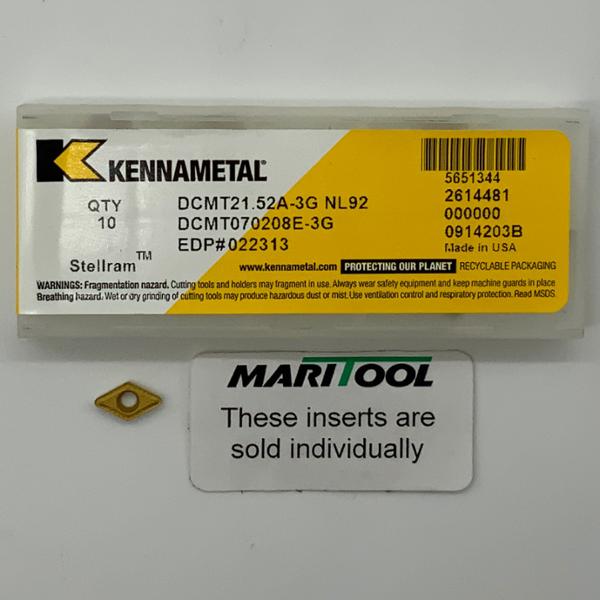 KENNAMETAL®
QTY
10
DCMT21.52A-3G NL92
DCMT070208E-3G
EDP#022313
Stellram™
5651344
2614481
000000
0914203B
Made in USA
www.kennametal.com PROTECTING OUR PLANET RECYCLABLE PACKAGING
WARNINGS: Fragmentation hazard. Cutting tools and holders may fragment in use. Always wear safety equipment and keep machine guards in place
Breathing hazard. Wet or dry grinding of cutting tools may produce hazardous dust or mist. Use ventilation control and respiratory protection. Read MSDS.
MARITOOL
These inserts are
sold individually